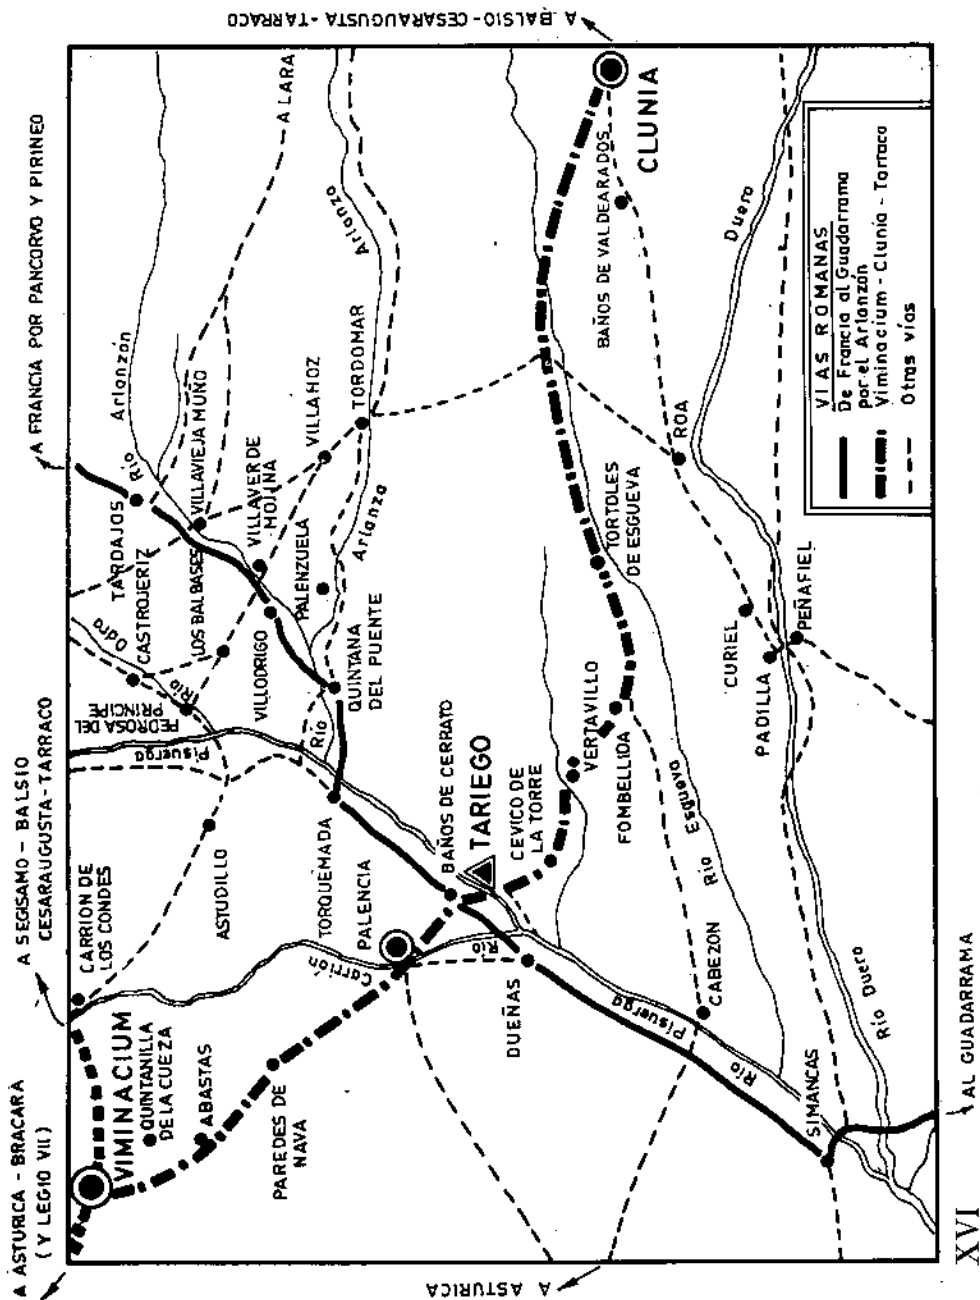 A ASTURICA - BRACARA
( Y LEGIO VII )
A SEGISAMO - BALSIO
CESARAUGUSTA-TARRACO
A FRANCIA POR PANCORVO Y PIRINEO
A BALSIO-CESARAUGUSTA-TARRACO
A ASTURICA
AL GUADARRAMA
VIMINACIUM
QUINTANILLA
DE LA CUEZA
ABASTAS
PAREDES DE
NAVA
CARRION DE
LOS CONDES
ASTUDILLO
TORQUEMADA
PALENCIA
Carrión
Río
PEDROSA DEL
PRINCIPE
Pisuerga
Río
Odra
CASTROJERIZ
TARDAJOS
LOS BALBASES
VILLODRIGO
Río
Arlanzón
VILLAVIEJA MUÑO
VILLAVER DE
MOJINA
VILLAHOZ
PALENZUELA
TORDOMAR
Arlanza
Arlanza
A LARA
QUINTANA
DEL PUENTE
Río
BAÑOS DE CERRATO
TARIEGO
CEVICO DE
LA TORRE
VERTAVILLO
FOMBELLIDA
TORTOLES
DE ESGUEVA
Río Esgueva
DUEÑAS
CABEZON
Río
Pisuerga
SIMANCAS
Río Duero
CURIEL
PADILLA
PEÑAFIEL
ROA
Duero
BAÑOS DE VALDEARADOS
CLUNIA
VIAS ROMANAS
De Francia al Guadarrama
por el Arlanzón
Viminacium - Clunia - Tarraco
Otras vías
XVI